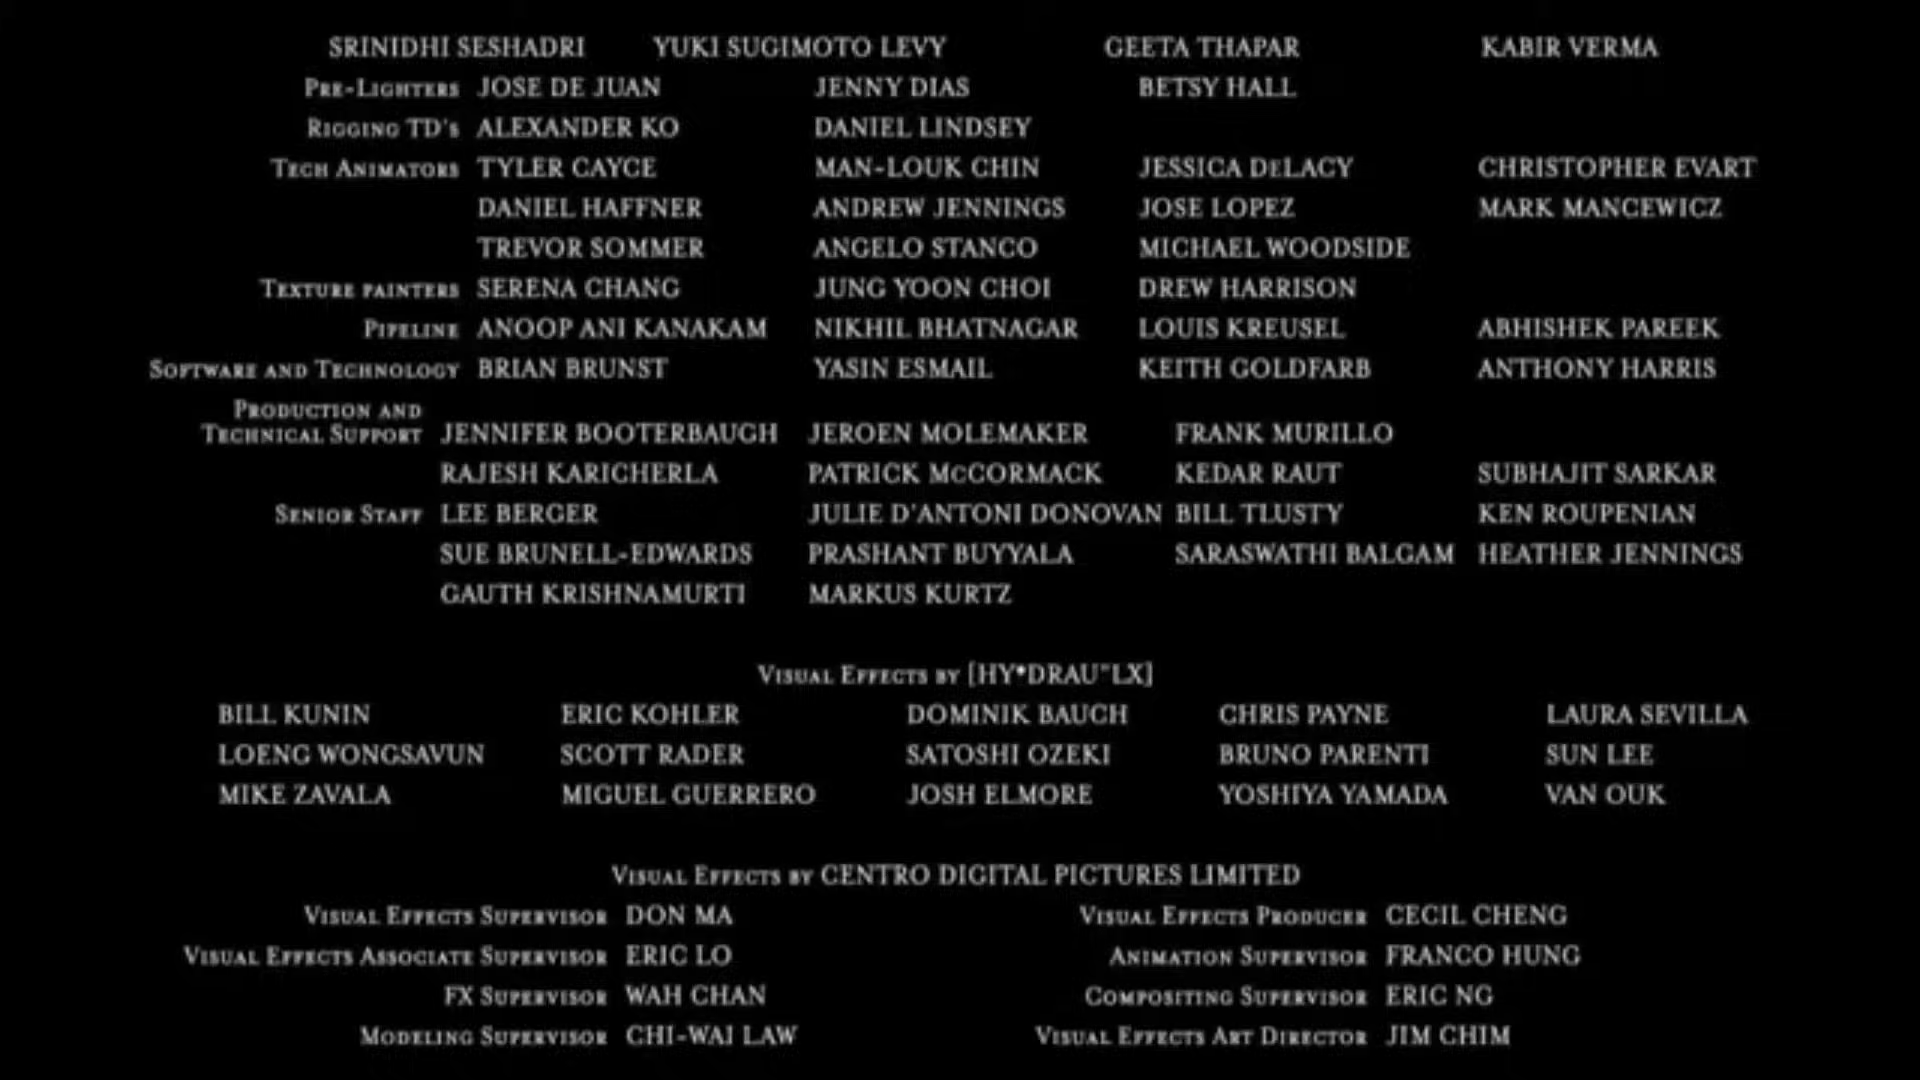 SRINIDHI SESHADRI YUKI SUGIMOTO LEVY GEETA THAPAR KABIR VERMA
PRE-LIGHTERS JOSE DE JUAN JENNY DIAS BETSY HALL
RIGGING TD'S ALEXANDER KO DANIEL LINDSEY
TECH ANIMATORS TYLER CAYCE MAN-LOUK CHIN JESSICA DELACY CHRISTOPHER EVART
DANIEL HAFFNER ANDREW JENNINGS JOSE LOPEZ MARK MANCEWICZ
TREVOR SOMMER ANGELO STANCO MICHAEL WOODSIDE
TEXTURE PAINTERS SERENA CHANG JUNG YOON CHOI DREW HARRISON
PIPELINE ANOOP ANI KANAKAM NIKHIL BHATNAGAR LOUIS KREUSEL ABHISHEK PAREEK
SOFTWARE AND TECHNOLOGY BRIAN BRUNST YASIN ESMAIL KEITH GOLDFARB ANTHONY HARRIS
PRODUCTION AND
TECHNICAL SUPPORT JENNIFER BOOTERBAUGH JEROEN MOLEMAKER FRANK MURILLO
RAJESH KARICHERLA PATRICK McCORMACK KEDAR RAUT SUBHAJIT SARKAR
SENIOR STAFF LEE BERGER JULIE D'ANTONI DONOVAN BILL TLUSTY KEN ROUPENIAN
SUE BRUNELL-EDWARDS PRASHANT BUYYALA SARASWATHI BALGAM HEATHER JENNINGS
GAUTH KRISHNAMURTI MARKUS KURTZ
VISUAL EFFECTS BY [HY*DRAU"LX]
BILL KUNIN ERIC KOHLER DOMINIK BAUCH CHRIS PAYNE LAURA SEVILLA
LOENG WONGSAVUN SCOTT RADER SATOSHI OZEKI BRUNO PARENTI SUN LEE
MIKE ZAVALA MIGUEL GUERRERO JOSH ELMORE YOSHIYA YAMADA VAN OUK
VISUAL EFFECTS BY CENTRO DIGITAL PICTURES LIMITED
VISUAL EFFECTS SUPERVISOR DON MA VISUAL EFFECTS PRODUCER CECIL CHENG
VISUAL EFFECTS ASSOCIATE SUPERVISOR ERIC LO ANIMATION SUPERVISOR FRANCO HUNG
FX SUPERVISOR WAH CHAN COMPOSITING SUPERVISOR ERIC NG
MODELING SUPERVISOR CHI-WAI LAW VISUAL EFFECTS ART DIRECTOR JIM CHIM